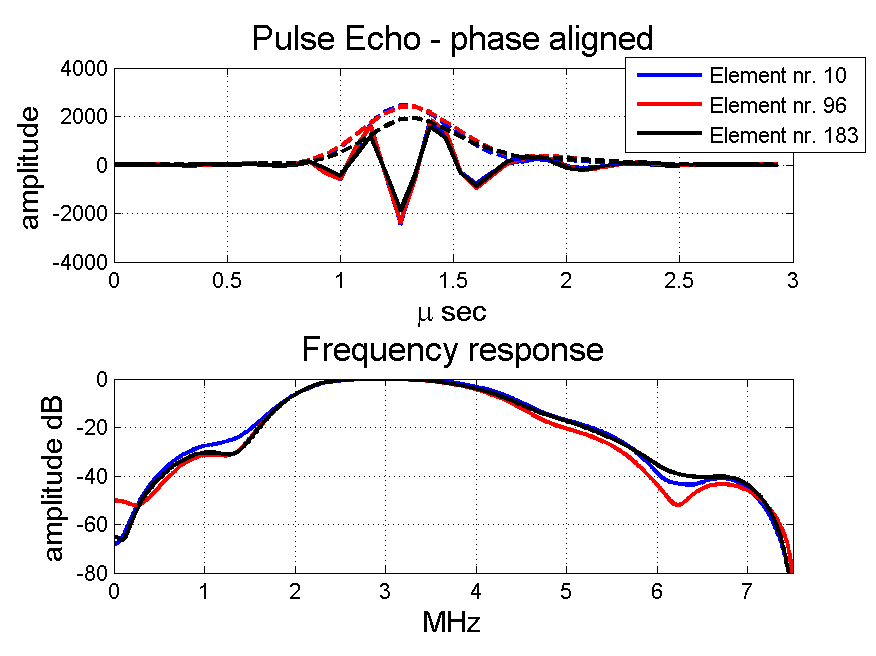 Pulse Echo - phase aligned
Element nr. 10
Element nr. 96
Element nr. 183
amplitude
4000
2000
0
-2000
-4000
0 0.5 1 1.5 2 2.5 3
μ sec
Frequency response
amplitude dB
0
-20
-40
-60
-80
0 1 2 3 4 5 6 7
MHz